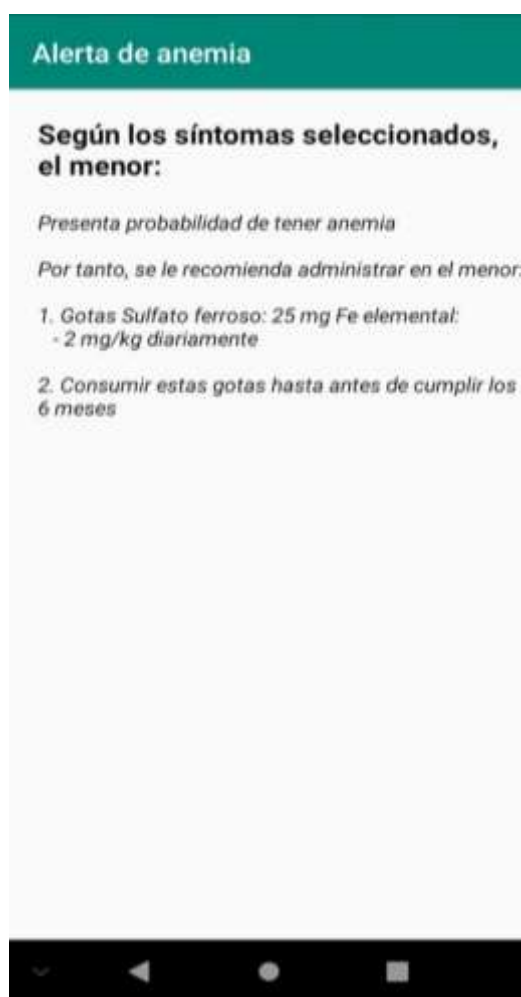 Alerta de anemia
Según los síntomas seleccionados,
el menor:
Presenta probabilidad de tener anemia
Por tanto, se le recomienda administrar en el menor:
1. Gotas Sulfato ferroso: 25 mg Fe elemental:
- 2 mg/kg diariamente
2. Consumir estas gotas hasta antes de cumplir los
6 meses